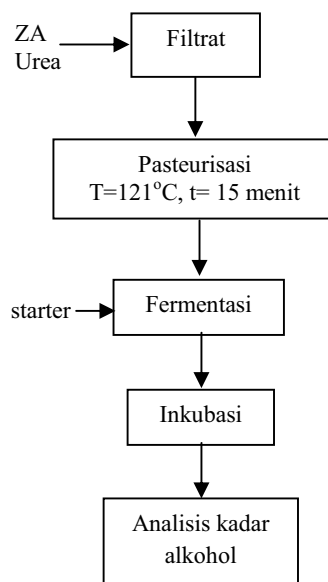 ZA
Urea
Filtrat
Pasteurisasi
T=121°C, t= 15 menit
starter
Fermentasi
Inkubasi
Analisis kadar
alkohol